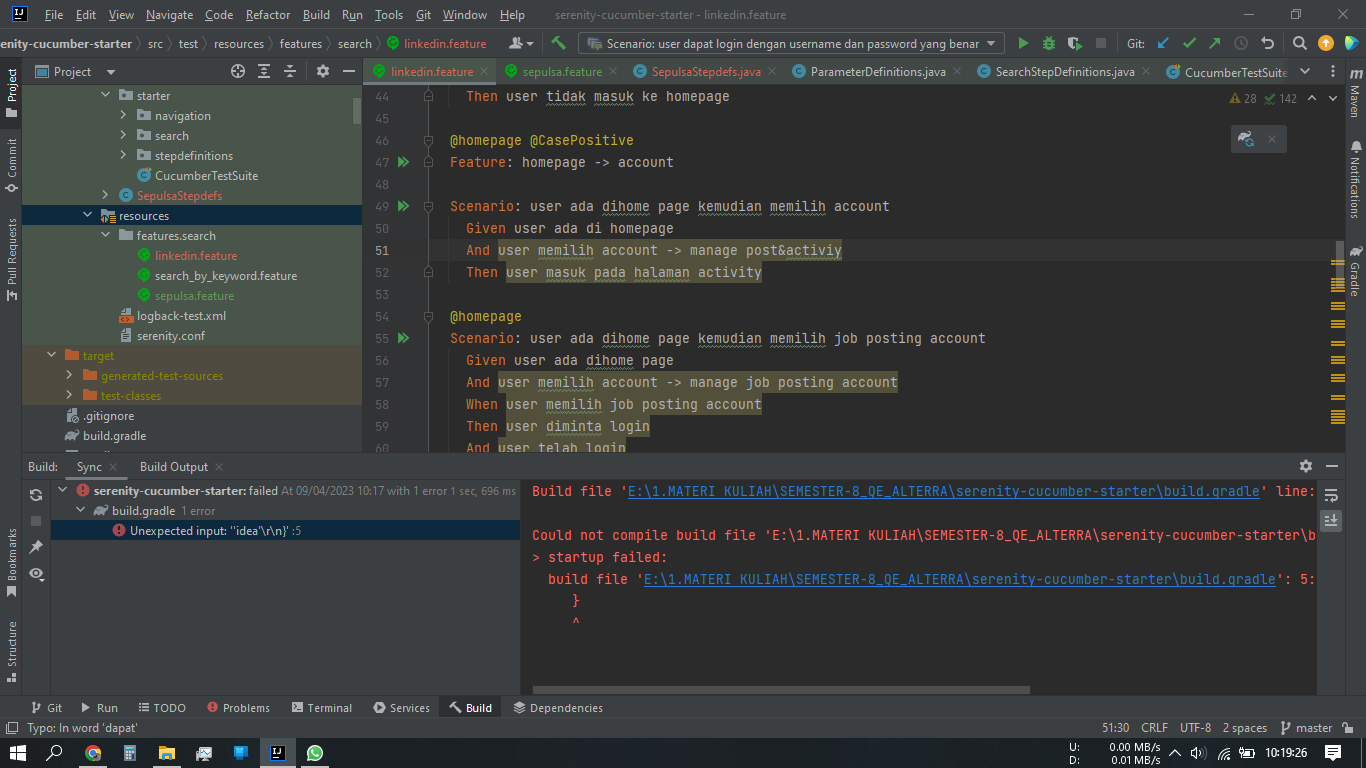 File Edit View Navigate Code Refactor Build Run Tools Git Window Help serenity-cucumber-starter - linkedin.feature
enity-cucumber-starter › src › test › resources › features › search › linkedin.feature Scenario: user dapat login dengan username dan password yang benar Git:
Project linkedin.feature sepulsa.feature SepulsaStepdefs.java ParameterDefinitions.java SearchStepDefinitions.java CucumberTestSuite
starter
navigation
search
stepdefinitions
CucumberTestSuite
SepulsaStepdefs
resources
features.search
linkedin.feature
search_by_keyword.feature
sepulsa.feature
logback-test.xml
serenity.conf
target
generated-test-sources
test-classes
.gitignore
build.gradle
28 142
44 Then user tidak masuk ke homepage
45
46 @homepage @CasePositive
47 Feature: homepage -> account
48
49 Scenario: user ada dihome page kemudian memilih account
50 Given user ada di homepage
51 And user memilih account -> manage post&activiy
52 Then user masuk pada halaman activity
53
54 @homepage
55 Scenario: user ada dihome page kemudian memilih job posting account
56 Given user ada dihome page
57 And user memilih account -> manage job posting account
58 When user memilih job posting account
59 Then user diminta login
60 And user telah login
Project
Commit
Pull Requests
Bookmarks
Structure
Maven
Notifications
Gradle
Build: Sync Build Output
serenity-cucumber-starter: failed At 09/04/2023 10:17 with 1 error 1 sec, 696 ms
build.gradle 1 error
Unexpected input: ''idea'\r\n}' :5
Build file 'E:\1.MATERI KULIAH\SEMESTER-8_QE_ALTERRA\serenity-cucumber-starter\build.gradle' line:
Could not compile build file 'E:\1.MATERI KULIAH\SEMESTER-8_QE_ALTERRA\serenity-cucumber-starter\b
> startup failed:
build file 'E:\1.MATERI KULIAH\SEMESTER-8_QE_ALTERRA\serenity-cucumber-starter\build.gradle': 5:
}
^
Git Run TODO Problems Terminal Services Build Dependencies
Typo: In word 'dapat' 51:30 CRLF UTF-8 2 spaces master
U: 0.00 MB/s
D: 0.01 MB/s
10:19:26